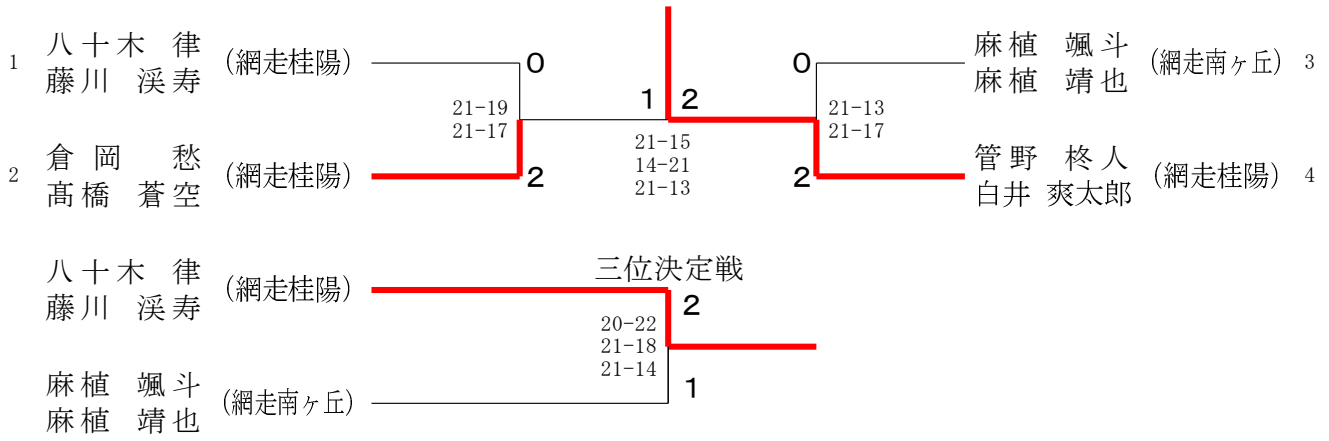 1 八十木 律 (網走桂陽)
藤川 渓寿
0
21-19
21-17
2 倉岡 愁 (網走桂陽)
髙橋 蒼空
2
1 2
21-15
14-21
21-13
麻植 颯斗 (網走南ヶ丘) 3
麻植 靖也
0
21-13
21-17
管野 柊人 (網走桂陽) 4
白井 爽太郎
2
三位決定戦
八十木 律 (網走桂陽)
藤川 渓寿
2
20-22
21-18
21-14
1
麻植 颯斗 (網走南ヶ丘)
麻植 靖也